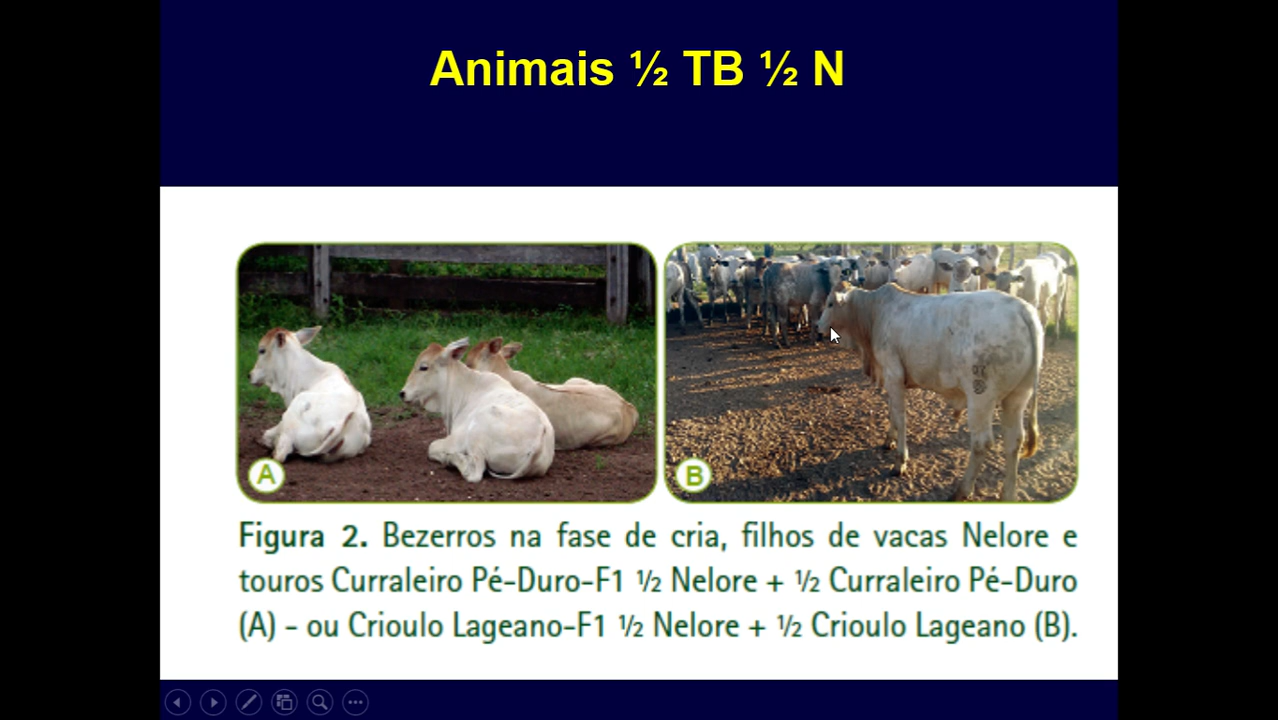 Animais ½ TB ½ N
A
B
Figura 2. Bezerros na fase de cria, filhos de vacas Nelore e
touros Curraleiro Pé-Duro-F1 ½ Nelore + ½ Curraleiro Pé-Duro
(A) - ou Crioulo Lageano-F1 ½ Nelore + ½ Crioulo Lageano (B).